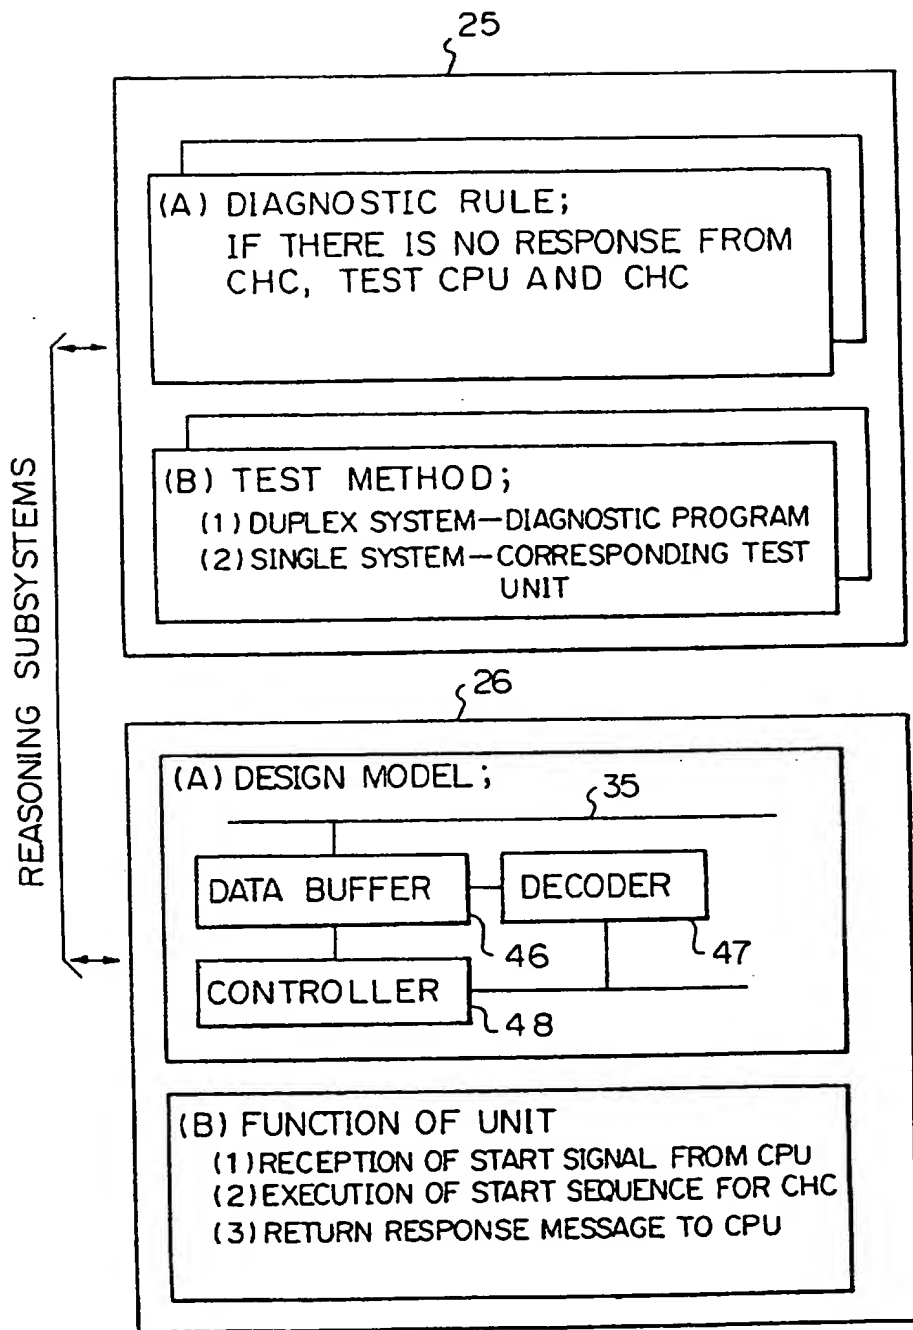 25
(A) DIAGNOSTIC RULE;
IF THERE IS NO RESPONSE FROM
CHC, TEST CPU AND CHC
(B) TEST METHOD;
(1) DUPLEX SYSTEM—DIAGNOSTIC PROGRAM
(2) SINGLE SYSTEM—CORRESPONDING TEST
UNIT
REASONING SUBSYSTEMS
26
(A) DESIGN MODEL;
35
DATA BUFFER
DECODER
46
47
CONTROLLER
48
(B) FUNCTION OF UNIT
(1) RECEPTION OF START SIGNAL FROM CPU
(2) EXECUTION OF START SEQUENCE FOR CHC
(3) RETURN RESPONSE MESSAGE TO CPU